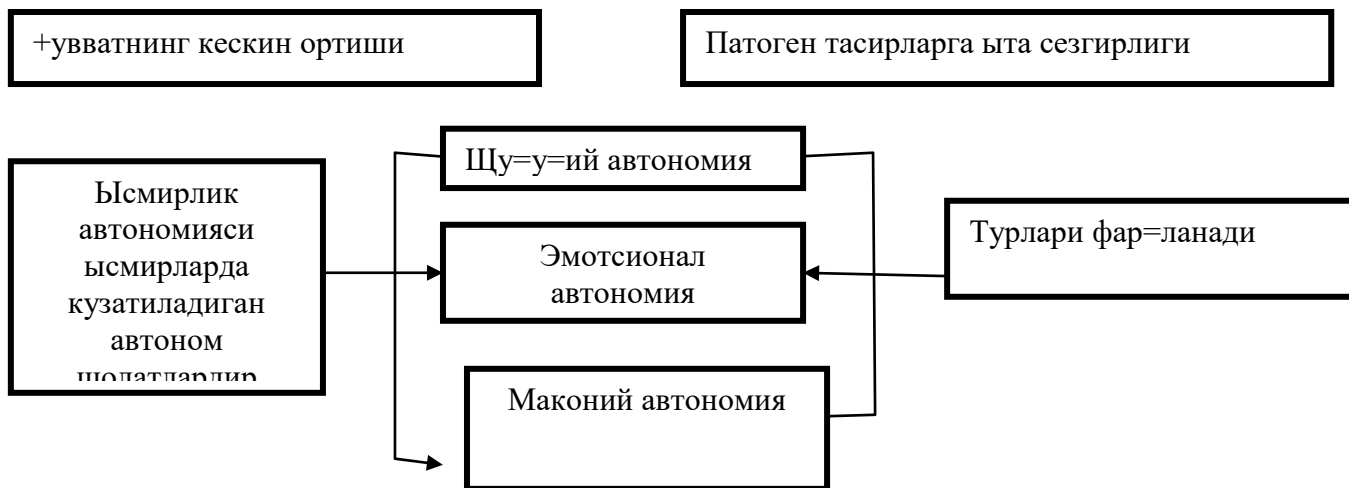 +увватнинг кескин ортиши
Патоген тасирларга ыта сезгирлиги
Щу=у=ий автономия
Ысмирлик
автономияси
ысмирларда
кузатиладиган
автоном
шолатлардир
Эмотсионал
автономия
Турлари фар=ланади
Маконий автономия